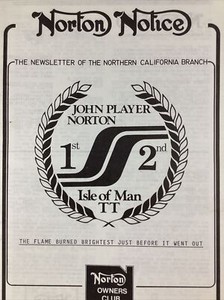 Norton Notice
THE NEWSLETTER OF THE NORTHERN CALIFORNIA BRANCH
JOHN PLAYER
NORTON
1st 2nd
Isle of Man
TT
THE FLAME BURNED BRIGHTEST JUST BEFORE IT WENT OUT
Norton
OWNERS
CLUB